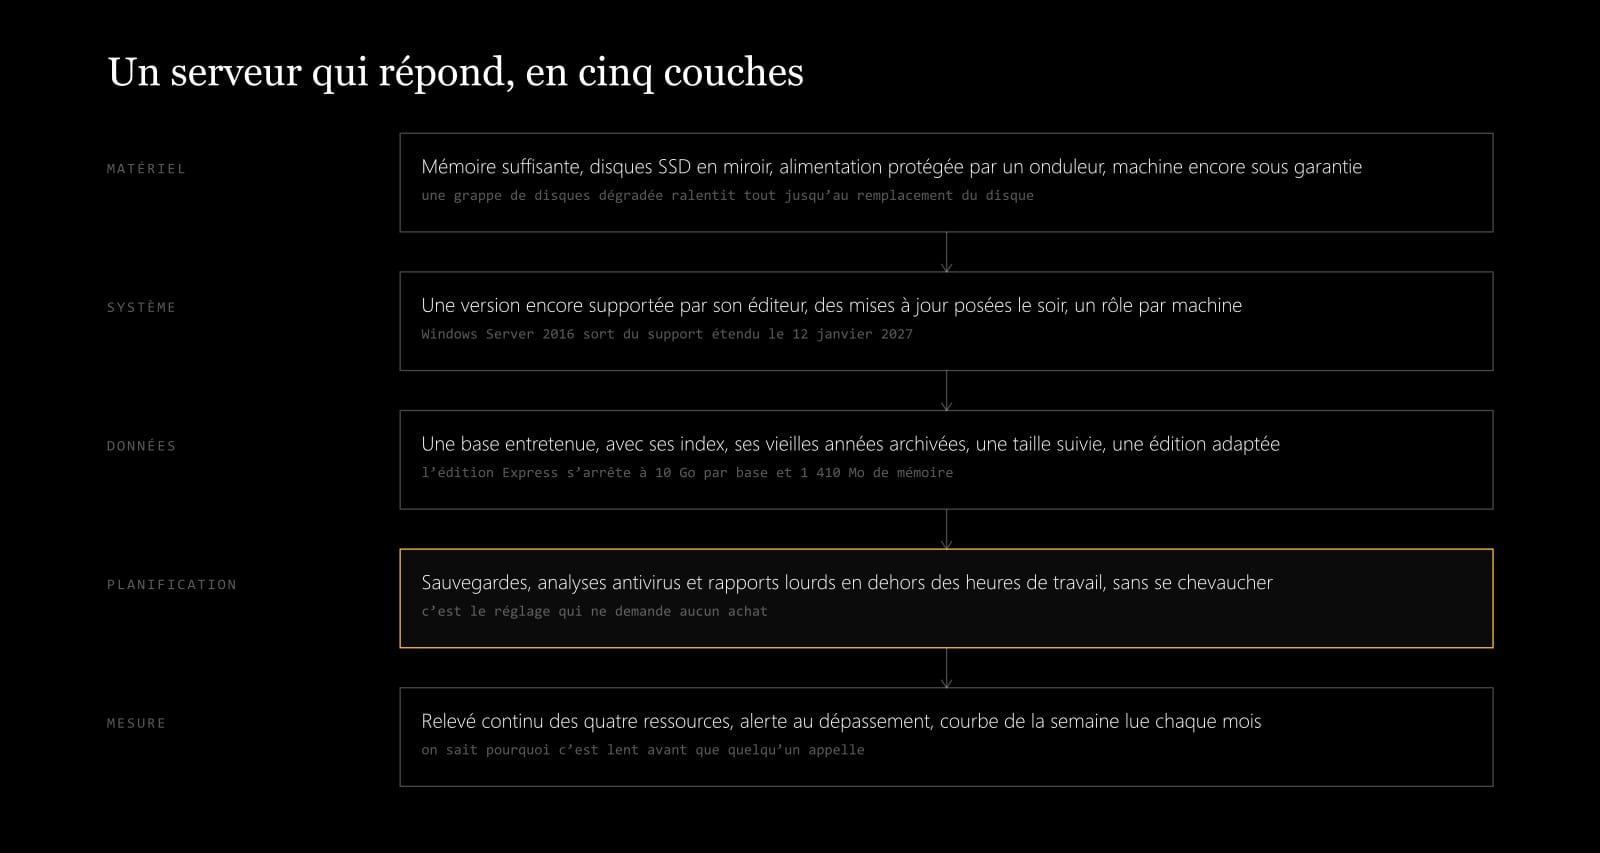 Un serveur qui répond, en cinq couches
MATÉRIEL
Mémoire suffisante, disques SSD en miroir, alimentation protégée par un onduleur, machine encore sous garantie
une grappe de disques dégradée ralentit tout jusqu’au remplacement du disque
SYSTÈME
Une version encore supportée par son éditeur, des mises à jour posées le soir, un rôle par machine
Windows Server 2016 sort du support étendu le 12 janvier 2027
DONNÉES
Une base entretenue, avec ses index, ses vieilles années archivées, une taille suivie, une édition adaptée
l’édition Express s’arrête à 10 Go par base et 1 410 Mo de mémoire
PLANIFICATION
Sauvegardes, analyses antivirus et rapports lourds en dehors des heures de travail, sans se chevaucher
c’est le réglage qui ne demande aucun achat
MESURE
Relevé continu des quatre ressources, alerte au dépassement, courbe de la semaine lue chaque mois
on sait pourquoi c’est lent avant que quelqu’un appelle